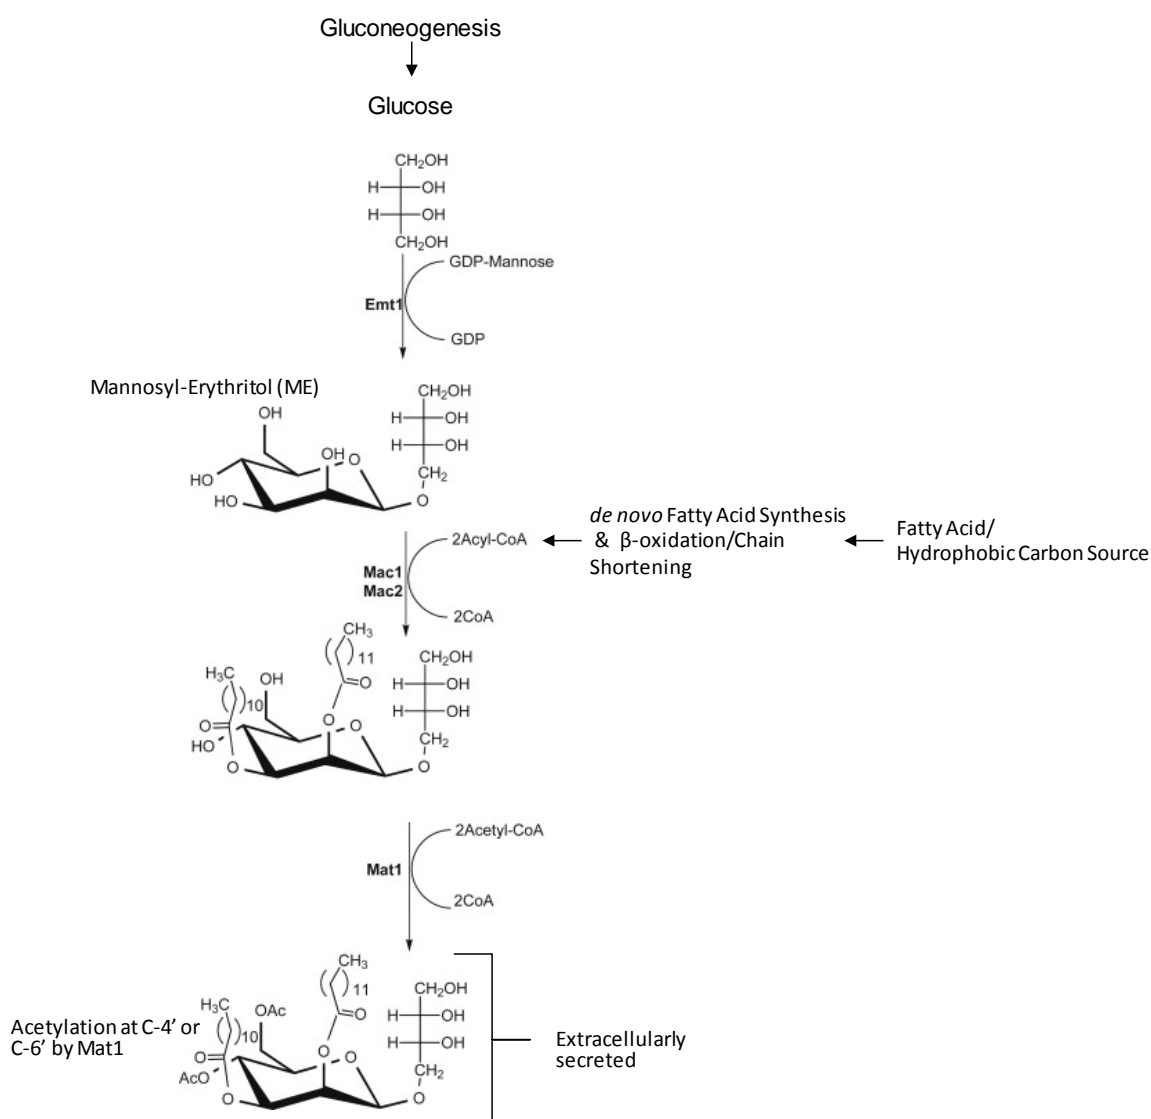 Gluconeogenesis
Glucose
CH2OH
H OH
H OH
CH2OH
GDP-Mannose
Emt1
GDP
Mannosyl-Erythritol (ME)
OH
CH2OH
H OH
OH
H OH
O
HO
CH2
HO
O
de novo Fatty Acid Synthesis
& β-oxidation/Chain
Shortening
Fatty Acid/
Hydrophobic Carbon Source
2Acyl-CoA
Mac1
Mac2
2CoA
CH3
11
CH2OH
H3C
OH
O
H OH
10
H OH
O
O
O
HO
CH2
O
O
2Acetyl-CoA
Mat1
2CoA
CH3
11
CH2OH
H3C
OAc
O
H OH
10
H OH
O
O
O
AcO
CH2
O
O
Acetylation at C-4’ or
C-6’ by Mat1
Extracellularly
secreted